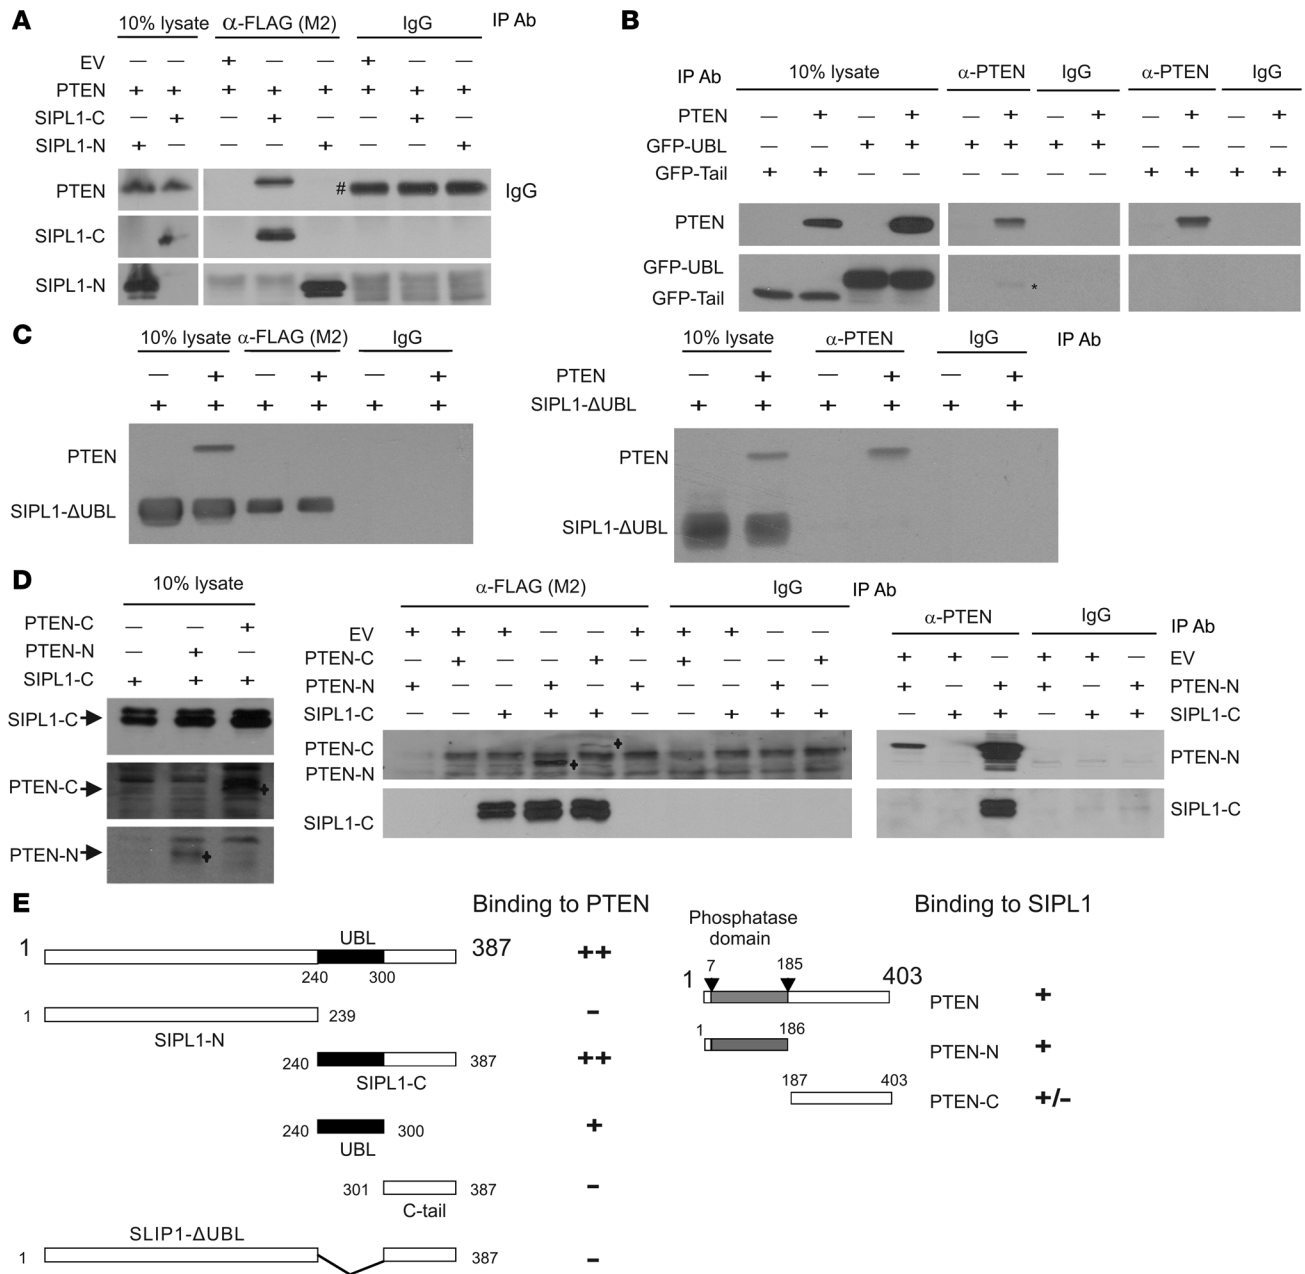 A
10% lysate α-FLAG (M2) IgG IP Ab
EV — — + — — + — —
PTEN + + + + + + + +
SIPL1-C — + — + — — + —
SIPL1-N + — — — + — — +
PTEN # IgG
SIPL1-C
SIPL1-N
B
IP Ab 10% lysate α-PTEN IgG α-PTEN IgG
PTEN — + — + — + — + — + — +
GFP-UBL — — + + + + + + — — — —
GFP-Tail + + — — — — — — + + + +
PTEN
GFP-UBL
GFP-Tail *
C
10% lysate α-FLAG (M2) IgG
— + — + — +
+ + + + + +
PTEN
SIPL1-ΔUBL
10% lysate α-PTEN IgG IP Ab
PTEN — + — + — +
SIPL1-ΔUBL + + + + + +
PTEN
SIPL1-ΔUBL
D
10% lysate
PTEN-C — — +
PTEN-N — + —
SIPL1-C + + +
SIPL1-C
PTEN-C +
PTEN-N +
α-FLAG (M2) IgG IP Ab
EV + + + — — + + + — —
PTEN-C — + — — + — + — — +
PTEN-N + — — + — + — — + —
SIPL1-C — — + + + — — + + +
PTEN-C +
PTEN-N +
SIPL1-C
α-PTEN IgG IP Ab
+ + — + + — EV
+ — + + — + PTEN-N
— + + — + + SIPL1-C
PTEN-N
SIPL1-C
E
Binding to PTEN
1 UBL 387 ++
240 300
1 239 –
SIPL1-N
240 387 ++
SIPL1-C
240 300 +
UBL
301 387 –
C-tail
SLIP1-ΔUBL
1 387 –
Binding to SIPL1
Phosphatase
domain
7 185
1 403
PTEN +
1 186
PTEN-N +
187 403
PTEN-C +/-